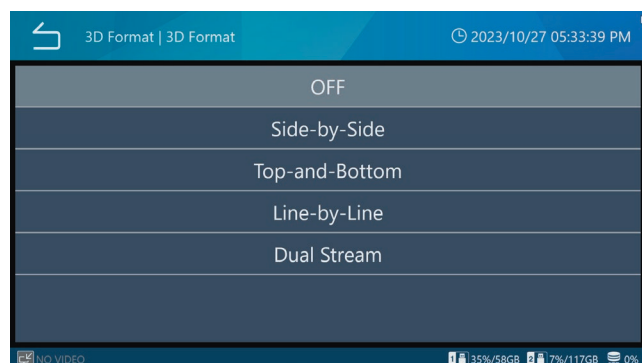 3D Format | 3D Format 2023/10/27 05:33:39 PM
OFF
Side-by-Side
Top-and-Bottom
Line-by-Line
Dual Stream
NO VIDEO 1 35%/58GB 2 7%/117GB 0%